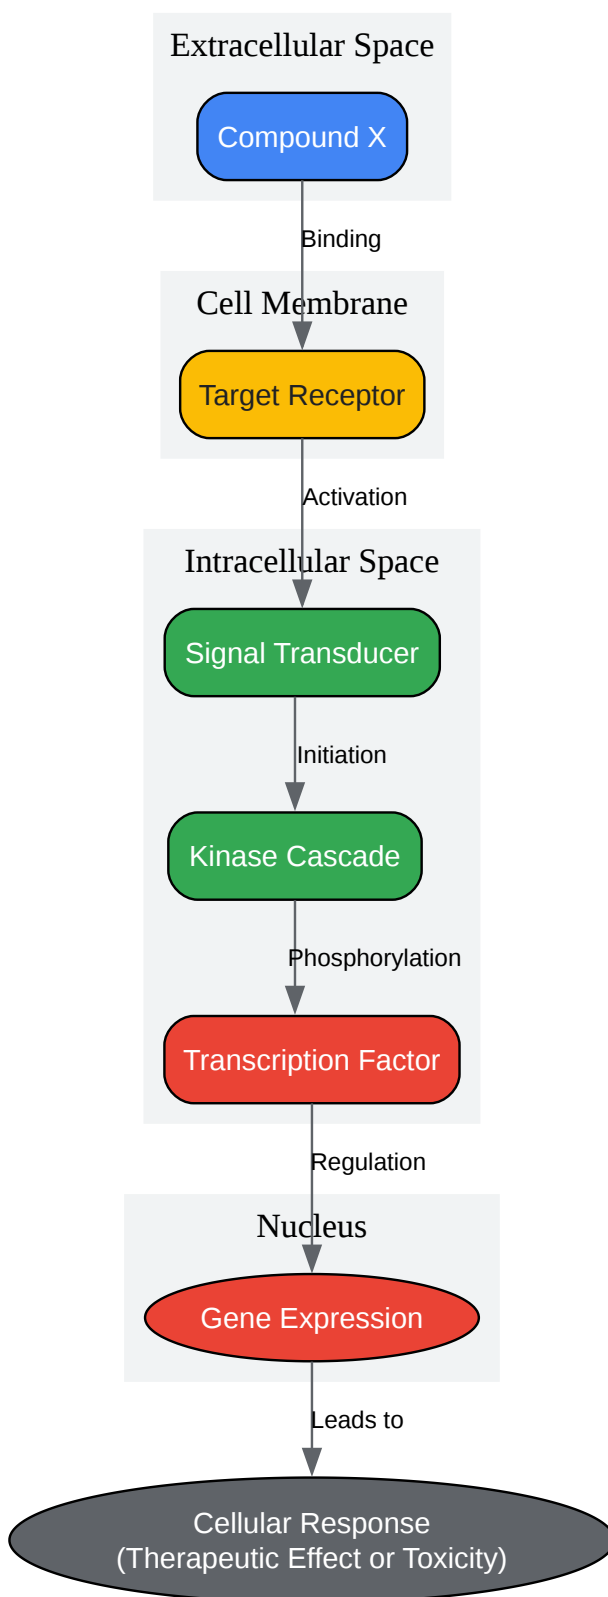 Extracellular Space
Compound X
Binding
Cell Membrane
Target Receptor
Activation
Intracellular Space
Signal Transducer
Initiation
Kinase Cascade
Phosphorylation
Transcription Factor
Regulation
Nucleus
Gene Expression
Leads to
Cellular Response
(Therapeutic Effect or Toxicity)